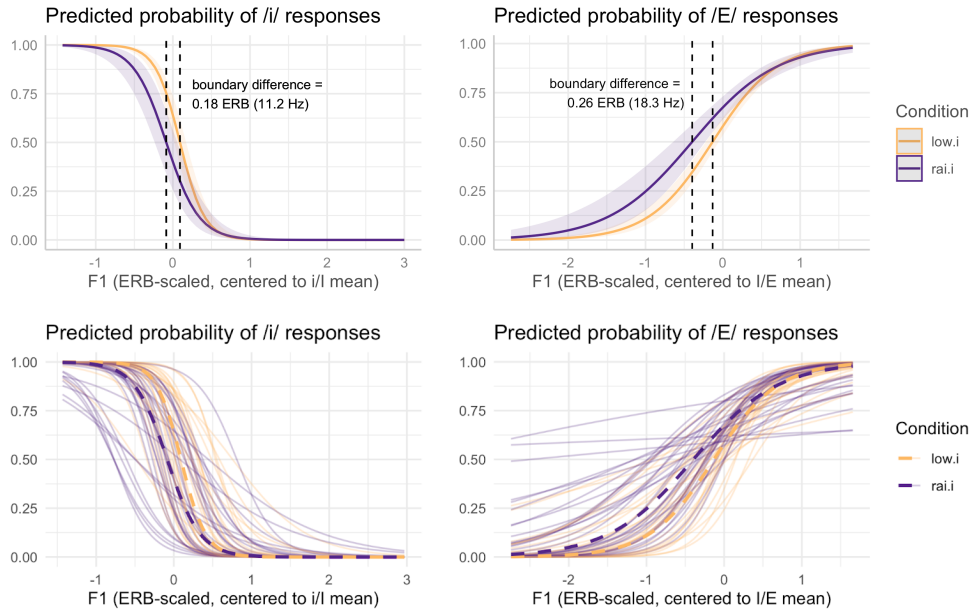 Predicted probability of /i/ responses
1.00
0.75
0.50
0.25
0.00
boundary difference =
0.18 ERB (11.2 Hz)
-1 0 1 2 3
F1 (ERB-scaled, centered to i/I mean)
Predicted probability of /E/ responses
1.00
0.75
0.50
0.25
0.00
boundary difference =
0.26 ERB (18.3 Hz)
-2 -1 0 1
F1 (ERB-scaled, centered to I/E mean)
Condition
low.i
rai.i
Predicted probability of /i/ responses
1.00
0.75
0.50
0.25
0.00
-1 0 1 2 3
F1 (ERB-scaled, centered to i/I mean)
Predicted probability of /E/ responses
1.00
0.75
0.50
0.25
0.00
-2 -1 0 1
F1 (ERB-scaled, centered to I/E mean)
Condition
low.i
rai.i